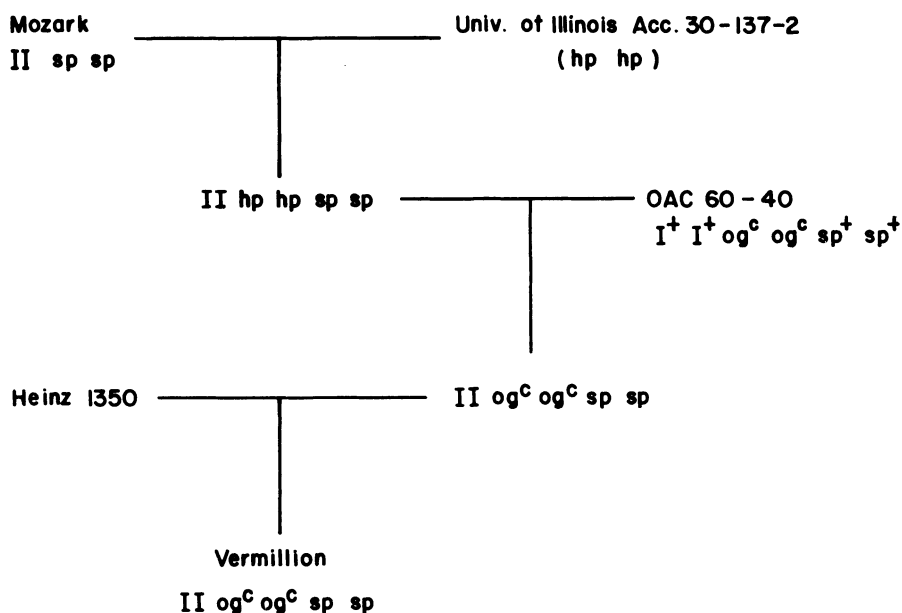 Mozark
II sp sp
Univ. of Illinois Acc. 30-137-2
(hp hp)
II hp hp sp sp
OAC 60-40
I⁺ I⁺ ogᶜ ogᶜ sp⁺ sp⁺
Heinz 1350
II ogᶜ ogᶜ sp sp
Vermillion
II ogᶜ ogᶜ sp sp